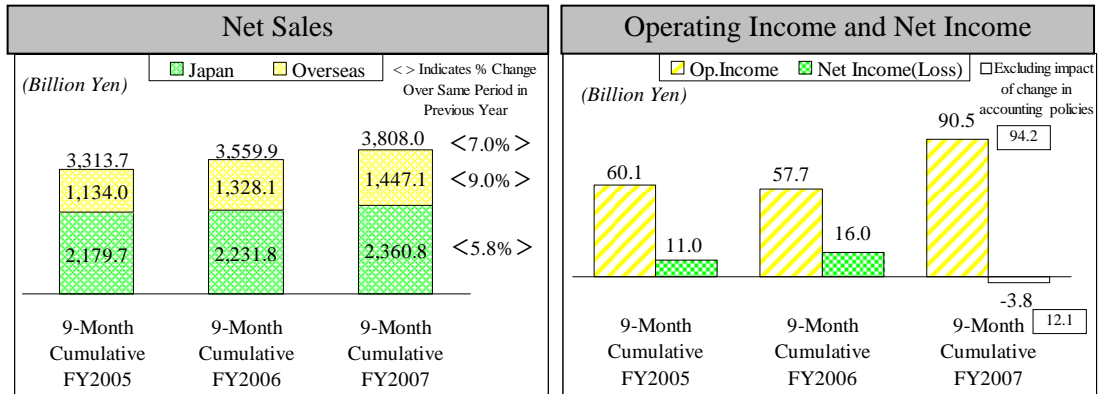 Net Sales
(Billion Yen)
Japan
Overseas
< > Indicates % Change
Over Same Period in
Previous Year
3,313.7
1,134.0
2,179.7
3,559.9
1,328.1
2,231.8
3,808.0
1,447.1
2,360.8
<7.0%>
<9.0%>
<5.8%>
9-Month
Cumulative
FY2005
9-Month
Cumulative
FY2006
9-Month
Cumulative
FY2007
Operating Income and Net Income
(Billion Yen)
Op.Income
Net Income(Loss)
Excluding impact
of change in
accounting policies
60.1
11.0
57.7
16.0
90.5
94.2
-3.8
12.1
9-Month
Cumulative
FY2005
9-Month
Cumulative
FY2006
9-Month
Cumulative
FY2007